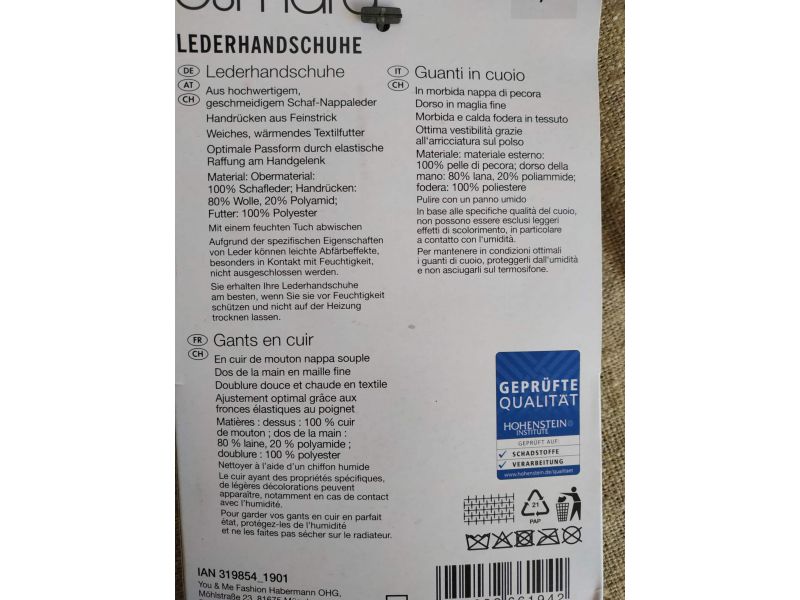 LEDERHANDSCHUHE
DE Lederhandschuhe
AT
CH
Aus hochwertigem,
geschmeidigem Schaf-Nappaleder
Handrücken aus Feinstrick
Weiches, wärmendes Textilfutter
Optimale Passform durch elastische
Raffung am Handgelenk
Material: Obermaterial:
100% Schafleder; Handrücken:
80% Wolle, 20% Polyamid;
Futter: 100% Polyester
Mit einem feuchten Tuch abwischen
Aufgrund der spezifischen Eigenschaften
von Leder können leichte Abfärbeffekte,
besonders in Kontakt mit Feuchtigkeit,
nicht ausgeschlossen werden.
Sie erhalten Ihre Lederhandschuhe
am besten, wenn Sie sie vor Feuchtigkeit
schützen und nicht auf der Heizung
trocknen lassen.
IT Guanti in cuoio
CH
In morbida nappa di pecora
Dorso in maglia fine
Morbida e calda fodera in tessuto
Ottima vestibilità grazie
all'arricciatura sul polso
Materiale: materiale esterno:
100% pelle di pecora; dorso della
mano: 80% lana, 20% poliammide;
fodera: 100% poliestere
Pulire con un panno umido
In base alle specifiche qualità del cuoio,
non possono essere esclusi leggeri
effetti di scolorimento, in particolare
a contatto con l'umidità.
Per mantenere in condizioni ottimali
i guanti di cuoio, proteggerli dall'umidità
e non asciugarli sul termosifone.
FR Gants en cuir
CH
En cuir de mouton nappa souple
Dos de la main en maille fine
Doublure douce et chaude en textile
Ajustement optimal grâce aux
fronces élastiques au poignet
Matières : dessus : 100 % cuir
de mouton ; dos de la main :
80 % laine, 20 % polyamide ;
doublure : 100 % polyester
Nettoyer à l'aide d'un chiffon humide
Le cuir ayant des propriétés spécifiques,
de légères décolorations peuvent
apparaître, notamment en cas de contact
avec l'humidité.
Pour garder vos gants en cuir en parfait
état, protégez-les de l'humidité
et ne les faites pas sécher sur le radiateur.
GEPRÜFTE
QUALITÄT
HOHENSTEIN
INSTITUTE
GEPRÜFT AUF:
SCHADSTOFFE
VERARBEITUNG
www.hohenstein.de/qualitaet
21
PAP
IAN 319854_1901
You & Me Fashion Habermann OHG,
Möhlstraße 23, 81675